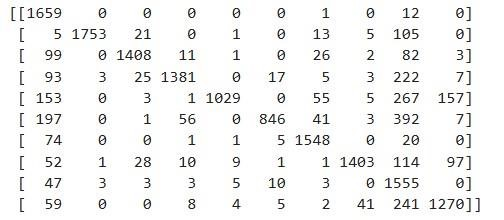 [[1659 0 0 0 0 0 1 0 12 0]
[ 5 1753 21 0 1 0 13 5 105 0]
[ 99 0 1408 11 1 0 26 2 82 3]
[ 93 3 25 1381 0 17 5 3 222 7]
[ 153 0 3 1 1029 0 55 5 267 157]
[ 197 0 1 56 0 846 41 3 392 7]
[ 74 0 0 1 1 5 1548 0 20 0]
[ 52 1 28 10 9 1 1 1403 114 97]
[ 47 3 3 3 5 10 3 0 1555 0]
[ 59 0 0 8 4 5 2 41 241 1270]]